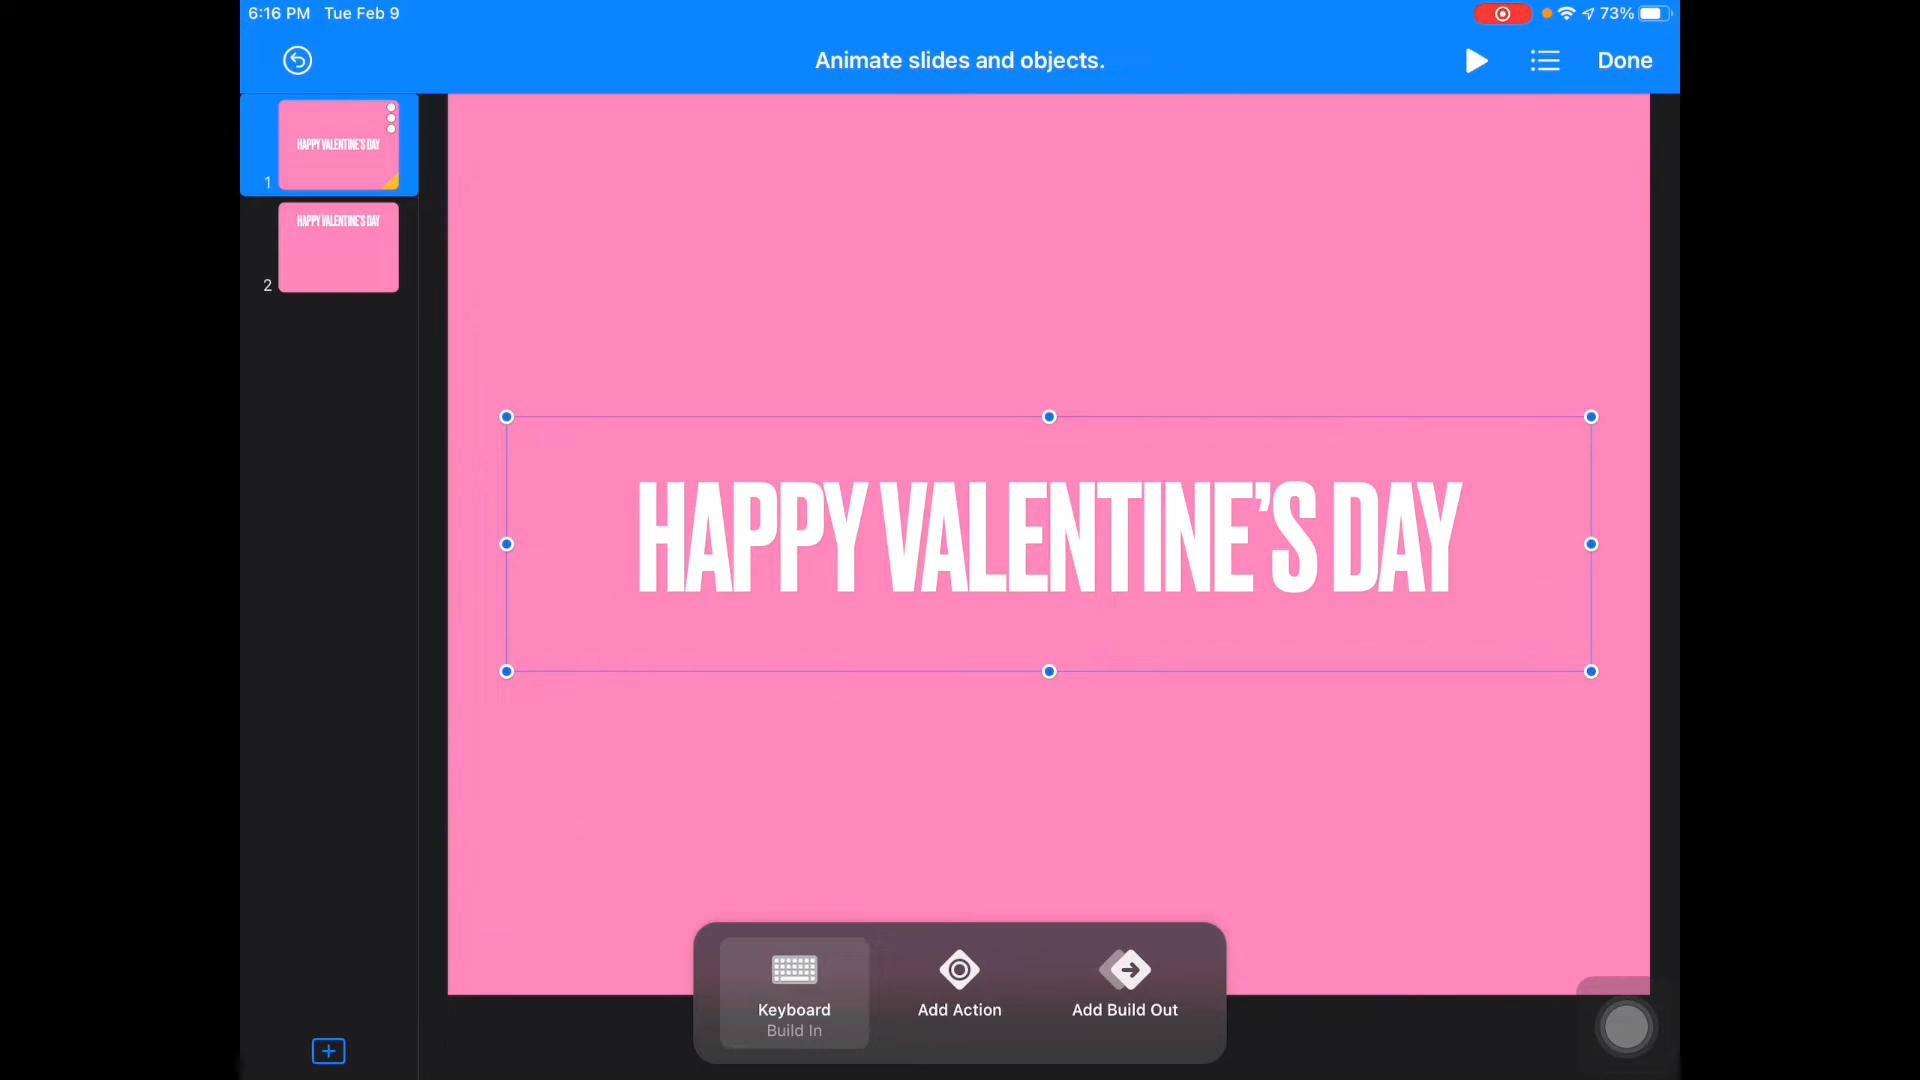 6:16 PM Tue Feb 9
73%
Animate slides and objects.
Done
HAPPY VALENTINE'S DAY
1
HAPPY VALENTINE'S DAY
2
HAPPY VALENTINE’S DAY
Keyboard
Build In
Add Action
Add Build Out